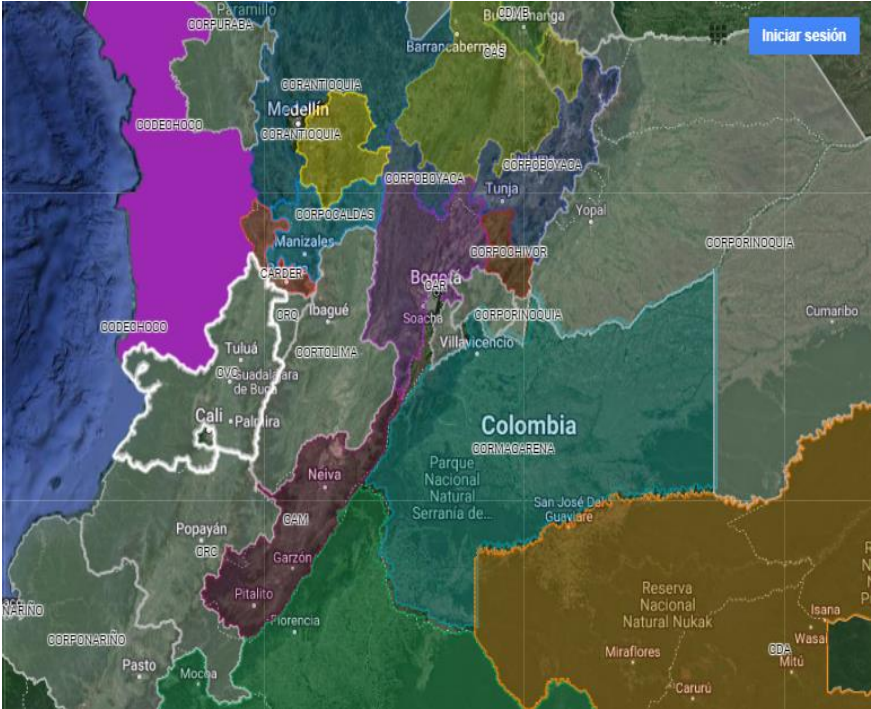 Paramillo
CORPURABA
Bucaramanga
CDMB
Iniciar sesión
Barrancabermeja
CAS
CORANTIOQUIA
Medellín
CODECHOCO
CORANTIOQUIA
CORPOBOYACA
CORPOBOYACA
Tunja
CORPOCALDAS
Yopal
Manizales
CORPOCHIVOR
CORPORINOQUIA
CARDER
Bogotá
CAR
CRQ
Ibagué
Soacha
CORPORINOQUIA
Cumaribo
CODECHOCO
Tuluá
CORTOLIMA
Villavicencio
CVC
Guadalajara
de Buga
Cali
Palmira
Colombia
CORMACARENA
Parque
Nacional
Natural
Serranía de...
Neiva
San José Del
Guaviare
CAM
Popayán
CRC
Garzón
Pitalito
Reserva
Nacional
Natural Nukak
NARIÑO
Florencia
Isana
CORPONARIÑO
Miraflores
CDA
Mitú
Pasto
Mocoa
Carurú